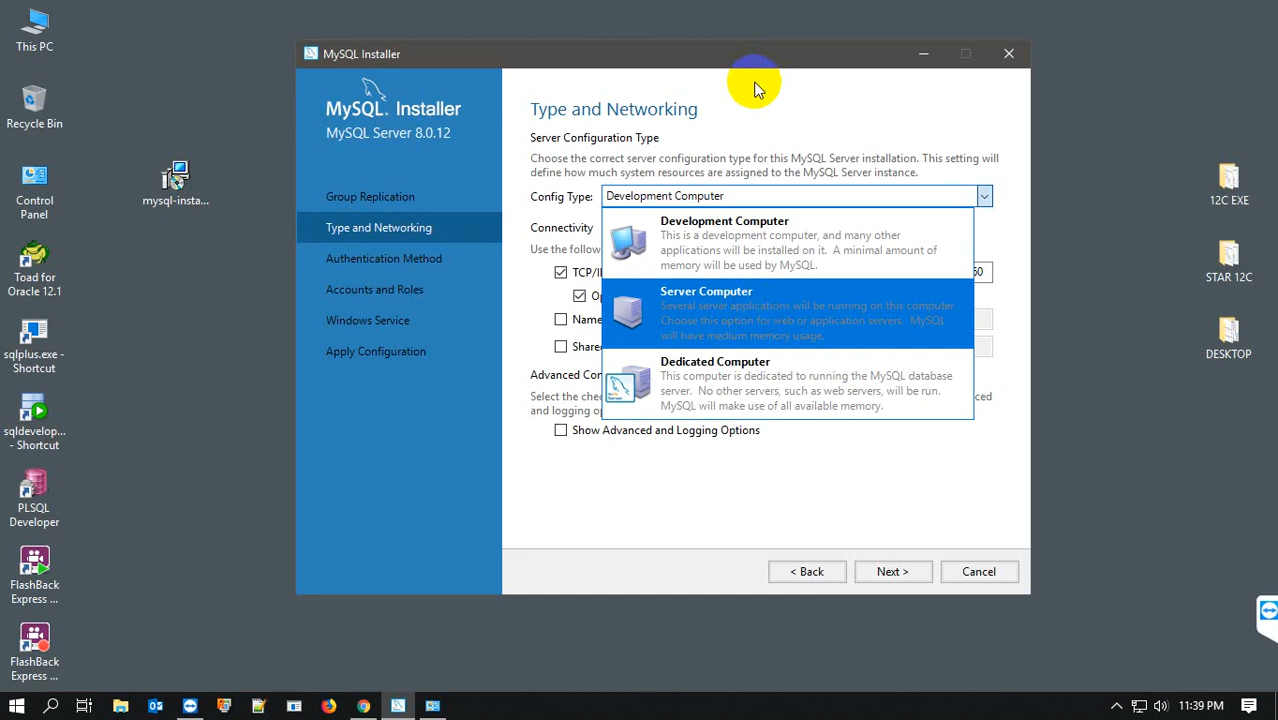 This PC
Recycle Bin
Control
Panel
Toad for
Oracle 12.1
sqlplus.exe -
Shortcut
sqldevelop...
- Shortcut
PLSQL
Developer
FlashBack
Express ...
FlashBack
Express ...
mysql-insta...
12C EXE
STAR 12C
DESKTOP
MySQL Installer
MySQL. Installer
MySQL Server 8.0.12
Group Replication
Type and Networking
Authentication Method
Accounts and Roles
Windows Service
Apply Configuration
Type and Networking
Server Configuration Type
Choose the correct server configuration type for this MySQL Server installation. This setting will
define how much system resources are assigned to the MySQL Server instance.
Config Type: Development Computer
Development Computer
This is a development computer, and many other
applications will be installed on it. A minimal amount of
memory will be used by MySQL.
Server Computer
Several server applications will be running on this computer.
Choose this option for web or application servers. MySQL
will have medium memory usage.
Dedicated Computer
This computer is dedicated to running the MySQL database
server. No other servers, such as web servers, will be run.
MySQL will make use of all available memory.
Connectivity
Use the follow
TCP/I
60
Op
Name
Shared
Advanced Con
Select the che
anced
and logging op
Show Advanced and Logging Options
< Back
Next >
Cancel
11:39 PM